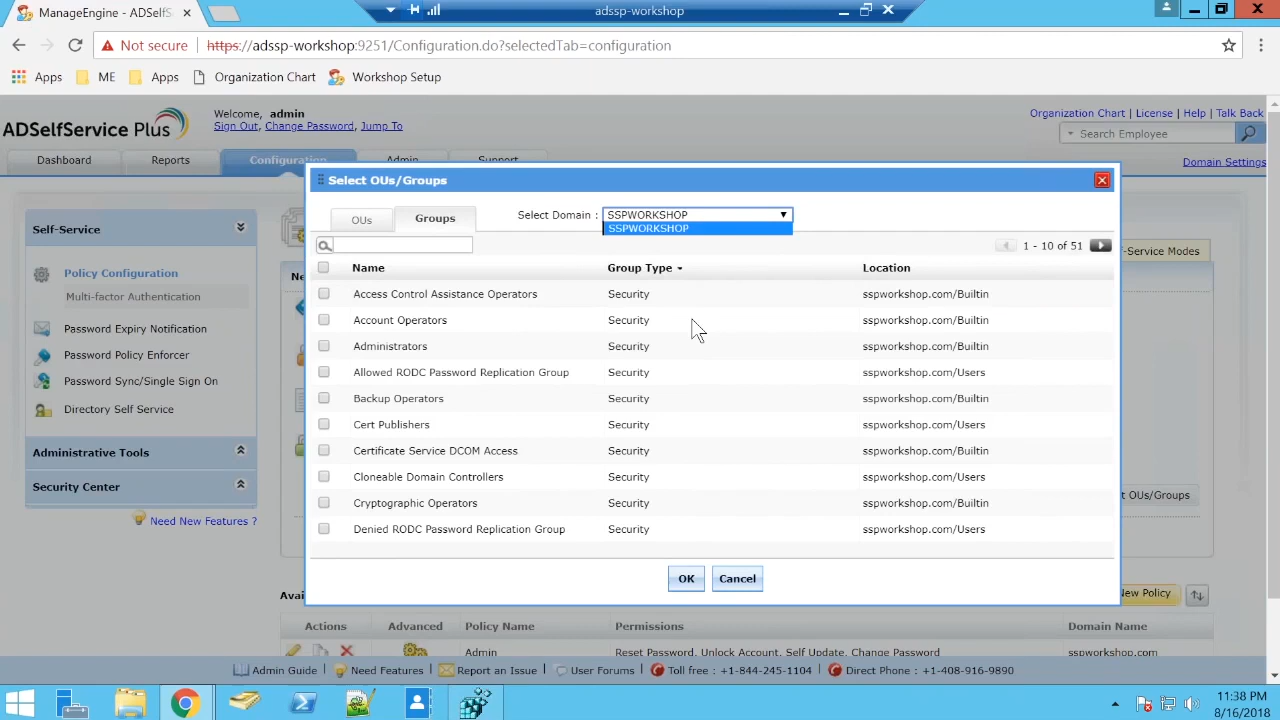 ManageEngine - ADSelfS
adssp-workshop
Not secure | https://adssp-workshop:9251/Configuration.do?selectedTab=configuration
Apps ME Apps Organization Chart Workshop Setup
ADSelfService Plus
Welcome, admin
Sign Out, Change Password, Jump To
Organization Chart | License | Help | Talk Back
Search Employee
Dashboard Reports Configuration Admin Support
Domain Settings
Select OUs/Groups
OUs Groups Select Domain : SSPWORKSHOP
SSPWORKSHOP
1 - 10 of 51
Name Group Type Location
Access Control Assistance Operators Security sspworkshop.com/Builtin
Account Operators Security sspworkshop.com/Builtin
Administrators Security sspworkshop.com/Builtin
Allowed RODC Password Replication Group Security sspworkshop.com/Users
Backup Operators Security sspworkshop.com/Builtin
Cert Publishers Security sspworkshop.com/Users
Certificate Service DCOM Access Security sspworkshop.com/Builtin
Cloneable Domain Controllers Security sspworkshop.com/Users
Cryptographic Operators Security sspworkshop.com/Builtin
Denied RODC Password Replication Group Security sspworkshop.com/Users
OK Cancel
Self-Service
Policy Configuration
Multi-factor Authentication
Password Expiry Notification
Password Policy Enforcer
Password Sync/Single Sign On
Directory Self Service
Administrative Tools
Security Center
Need New Features ?
-Service Modes
Ne
t OUs/Groups
Avai
New Policy
Actions Advanced Policy Name Permissions Domain Name
Admin Reset Password, Unlock Account, Self Update, Change Password sspworkshop.com
Admin Guide Need Features Report an Issue User Forums Toll free : +1-844-245-1104 Direct Phone : +1-408-916-9890
11:38 PM
8/16/2018